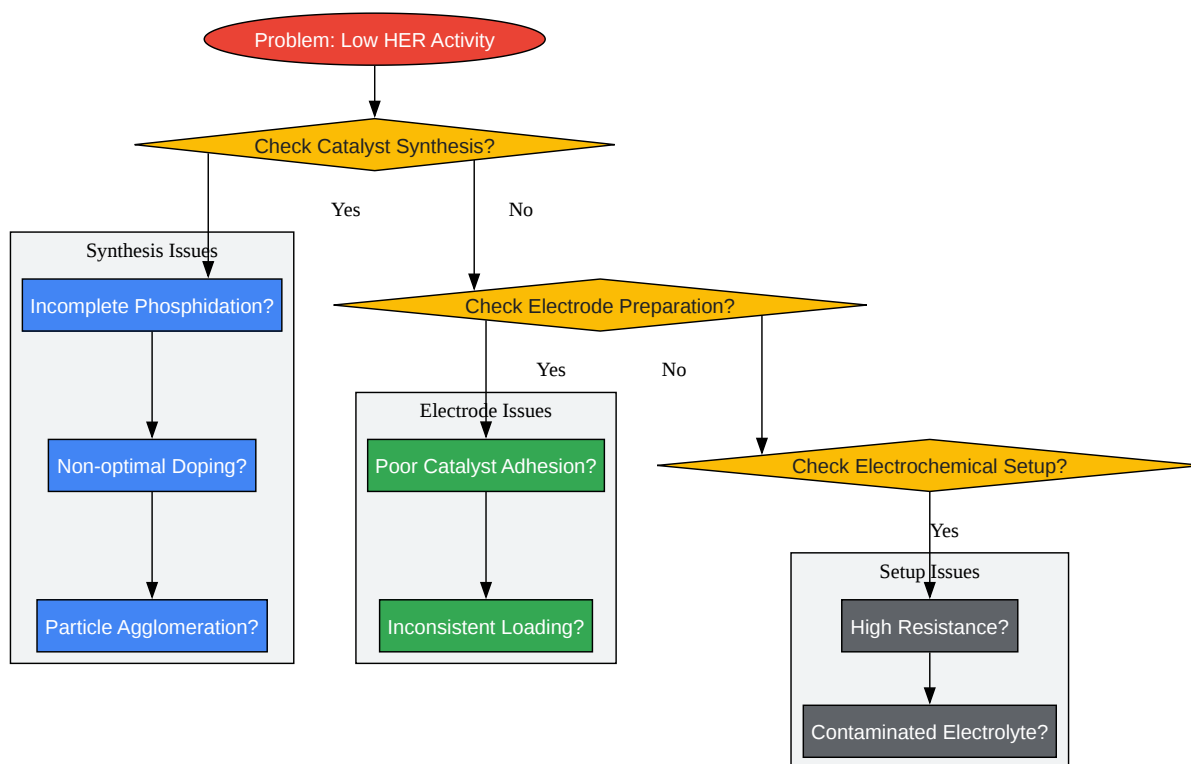 Problem: Low HER Activity
Check Catalyst Synthesis?
Yes
No
Synthesis Issues
Incomplete Phosphidation?
Check Electrode Preparation?
Yes
No
Electrode Issues
Non-optimal Doping?
Poor Catalyst Adhesion?
Check Electrochemical Setup?
Yes
Setup Issues
Particle Agglomeration?
Inconsistent Loading?
High Resistance?
Contaminated Electrolyte?